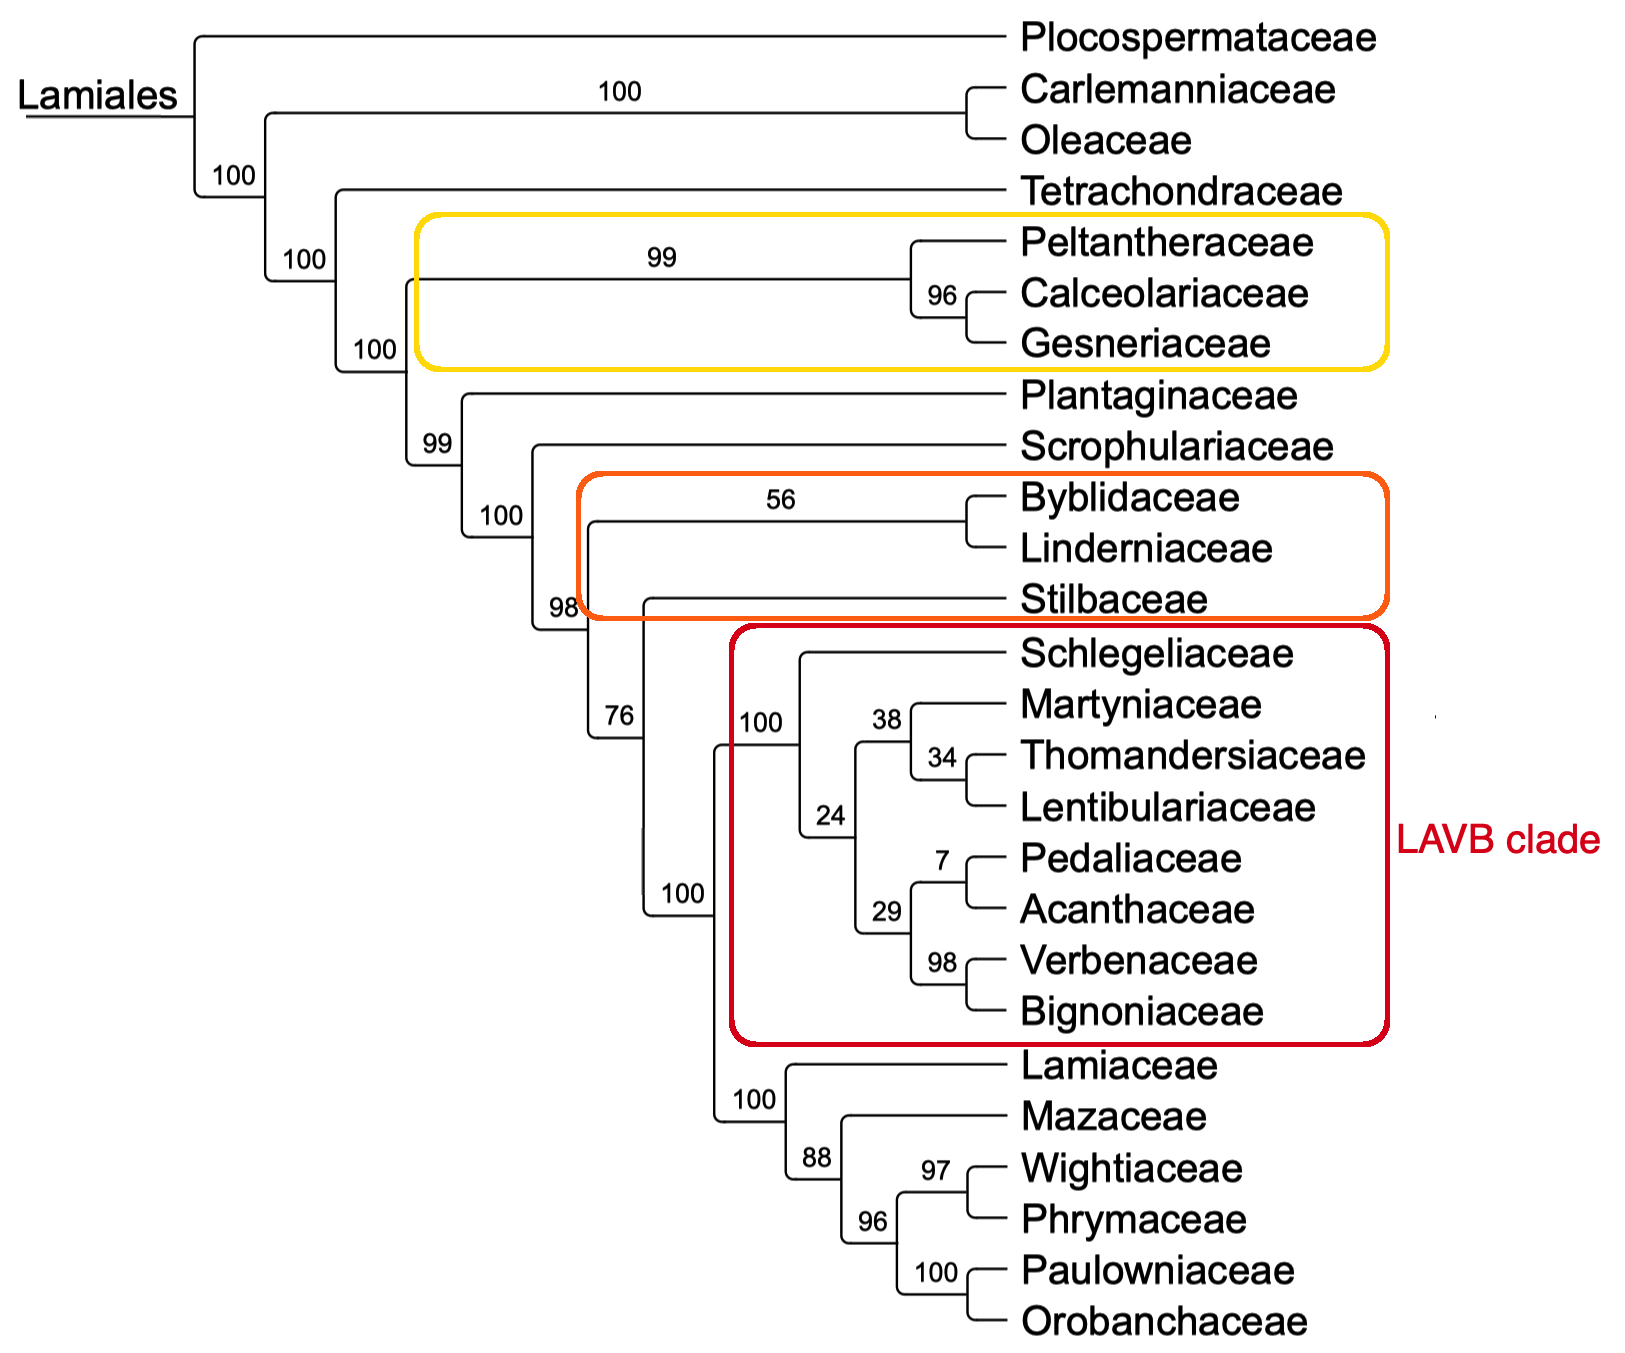 Plocospermataceae
Lamiales
100
Carlemanniaceae
Oleaceae
100
Tetrachondraceae
100
99
Peltantheraceae
96
Calceolariaceae
Gesneriaceae
100
Plantaginaceae
99
Scrophulariaceae
100
56
Byblidaceae
Linderniaceae
98
Stilbaceae
76
100
Schlegeliaceae
38
Martyniaceae
34
Thomandersiaceae
Lentibulariaceae
24
LAVB clade
7
Pedaliaceae
100
29
Acanthaceae
98
Verbenaceae
Bignoniaceae
100
Lamiaceae
88
Mazaceae
97
Wightiaceae
96
Phrymaceae
100
Paulowniaceae
Orobanchaceae